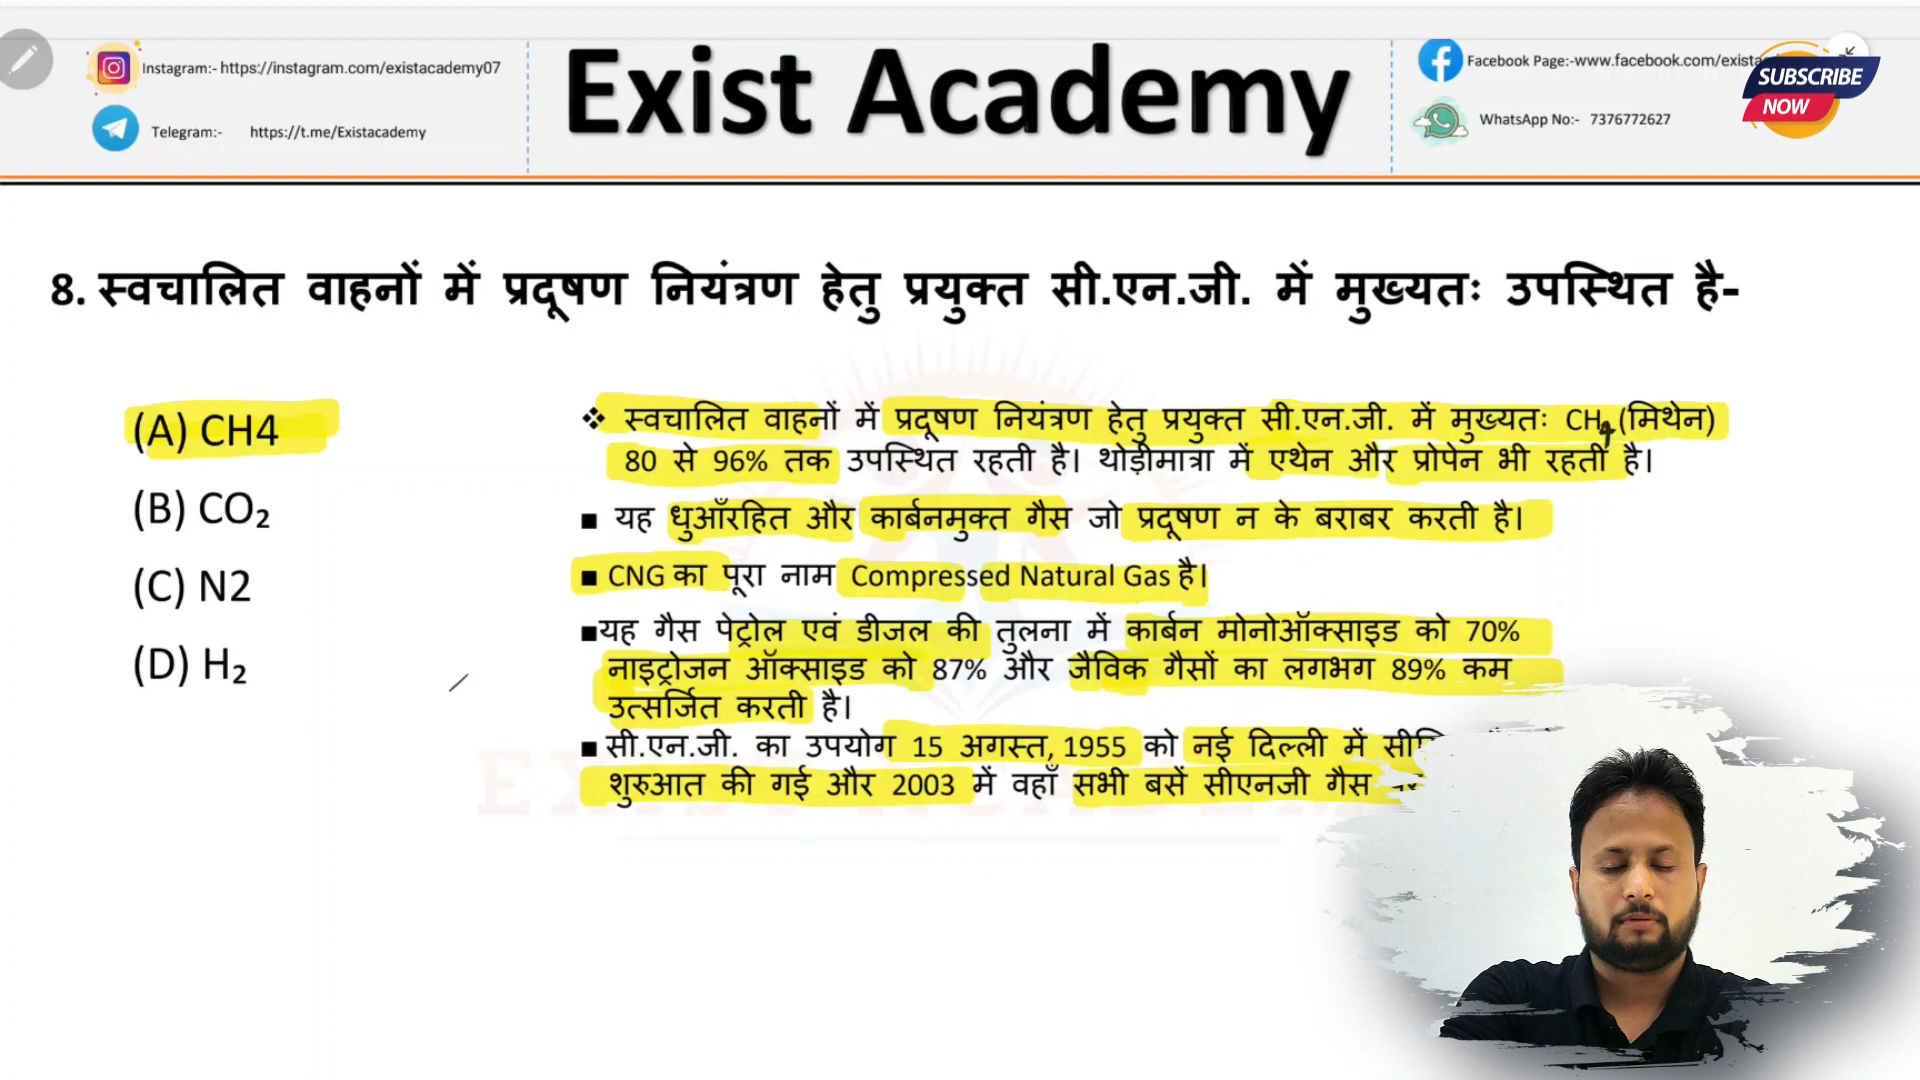 Instagram:- https://instagram.com/existacademy07
Telegram:- https://t.me/Existacademy
Exist Academy
Facebook Page:-www.facebook.com/exista
WhatsApp No:- 7376772627
SUBSCRIBE
NOW
8. स्वचालित वाहनों में प्रदूषण नियंत्रण हेतु प्रयुक्त सी.एन.जी. में मुख्यतः उपस्थित है-
(A) CH4
(B) CO₂
(C) N2
(D) H₂
❖ स्वचालित वाहनों में प्रदूषण नियंत्रण हेतु प्रयुक्त सी.एन.जी. में मुख्यतः CH₄ (मिथेन)
80 से 96% तक उपस्थित रहती है। थोड़ीमात्रा में एथेन और प्रोपेन भी रहती है।
▪ यह धुआँरहित और कार्बनमुक्त गैस जो प्रदूषण न के बराबर करती है।
▪ CNG का पूरा नाम Compressed Natural Gas है।
▪यह गैस पेट्रोल एवं डीजल की तुलना में कार्बन मोनोऑक्साइड को 70%
नाइट्रोजन ऑक्साइड को 87% और जैविक गैसों का लगभग 89% कम
उत्सर्जित करती है।
▪ सी.एन.जी. का उपयोग 15 अगस्त, 1955 को नई दिल्ली में
शुरुआत की गई और 2003 में वहाँ सभी बसें सीएनजी गैस
EXIST ACADEM